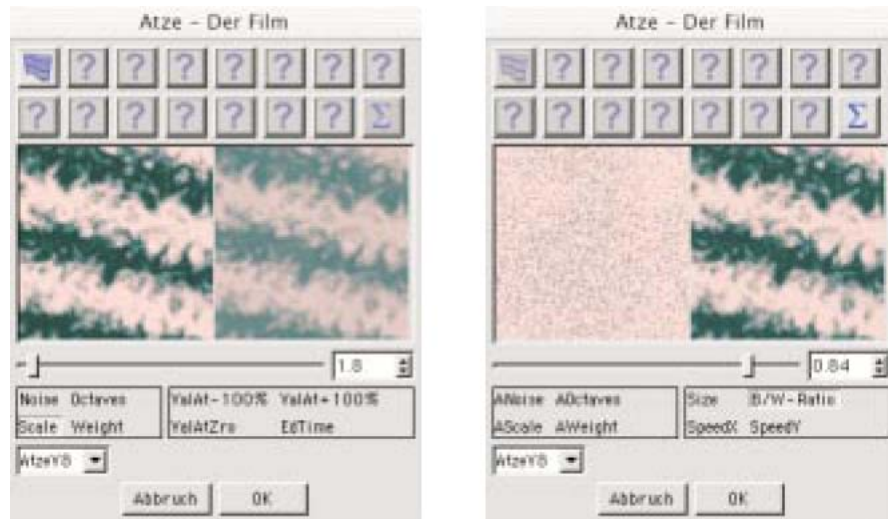 Atze - Der Film
? ? ? ? ? ? ?
? ? ? ? ? ? ? Σ
1.8
Noise Octaves ValAt-100% ValAt+100%
Scale Weight ValAtZro EdTime
AtzeYB
Abbruch OK
Atze - Der Film
? ? ? ? ? ? ?
? ? ? ? ? ? ? Σ
0.84
ANoise AOctaves Size B/W-Ratio
AScale AWeight SpeedX SpeedY
AtzeYB
Abbruch OK